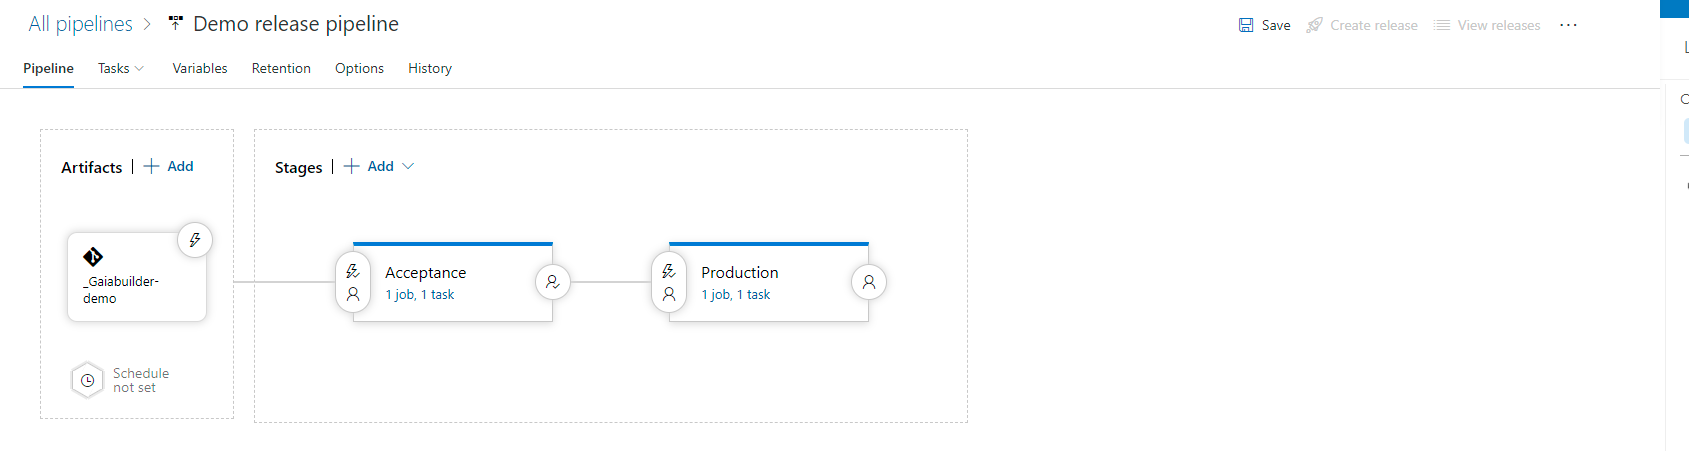 All pipelines > Demo release pipeline
Save Create release View releases ...
Pipeline Tasks Variables Retention Options History
Artifacts | + Add
Stages | + Add
_Gaiabuilder-
demo
Acceptance
1 job, 1 task
Production
1 job, 1 task
Schedule
not set